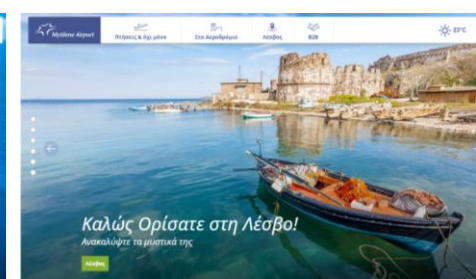 Mytilene Airport
Πτήσεις & όχι μόνο
Στο Αεροδρόμιο
Λέσβος
B2B
23°C
Καλώς Ορίσατε στη Λέσβο!
Ανακαλύψτε τα μυστικά της
Λέσβος